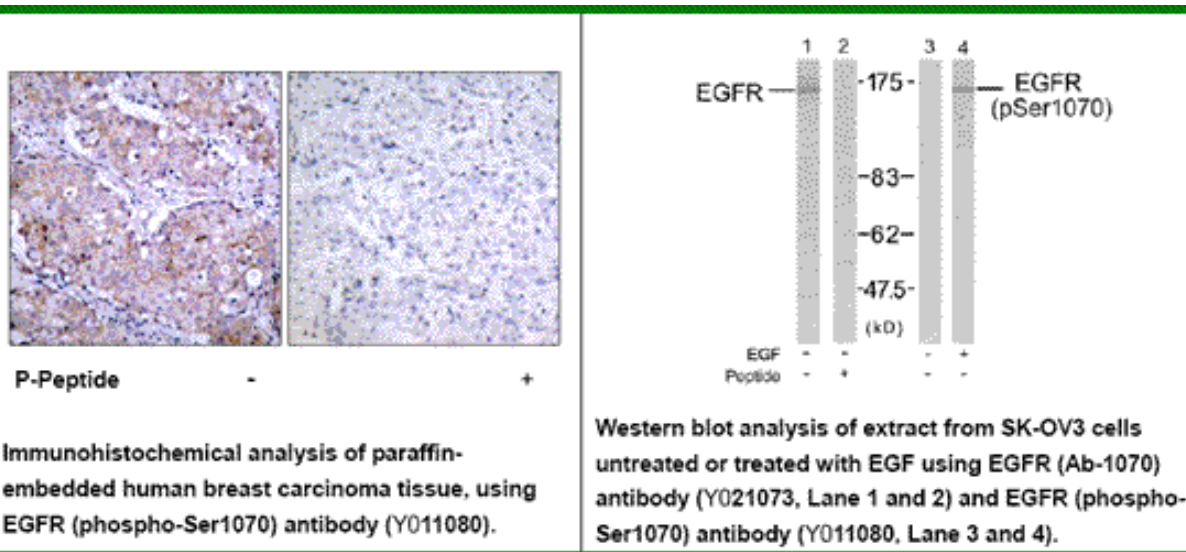 P-Peptide - +
Immunohistochemical analysis of paraffin-
embedded human breast carcinoma tissue, using
EGFR (phospho-Ser1070) antibody (Y011080).
1 2 3 4
EGFR
-175-
EGFR
(pSer1070)
-83-
-62-
-47.5-
(kD)
EGF - - - +
Peptide - + - -
Western blot analysis of extract from SK-OV3 cells
untreated or treated with EGF using EGFR (Ab-1070)
antibody (Y021073, Lane 1 and 2) and EGFR (phospho-
Ser1070) antibody (Y011080, Lane 3 and 4).